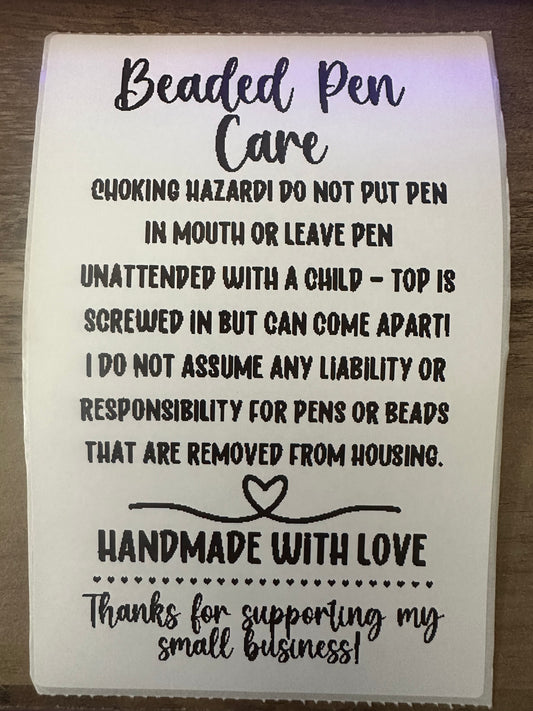 Beaded Pen
Care
CHOKING HAZARD! DO NOT PUT PEN
IN MOUTH OR LEAVE PEN
UNATTENDED WITH A CHILD - TOP IS
SCREWED IN BUT CAN COME APART!
I DO NOT ASSUME ANY LIABILITY OR
RESPONSIBILITY FOR PENS OR BEADS
THAT ARE REMOVED FROM HOUSING.
HANDMADE WITH LOVE
Thanks for supporting my
small business!